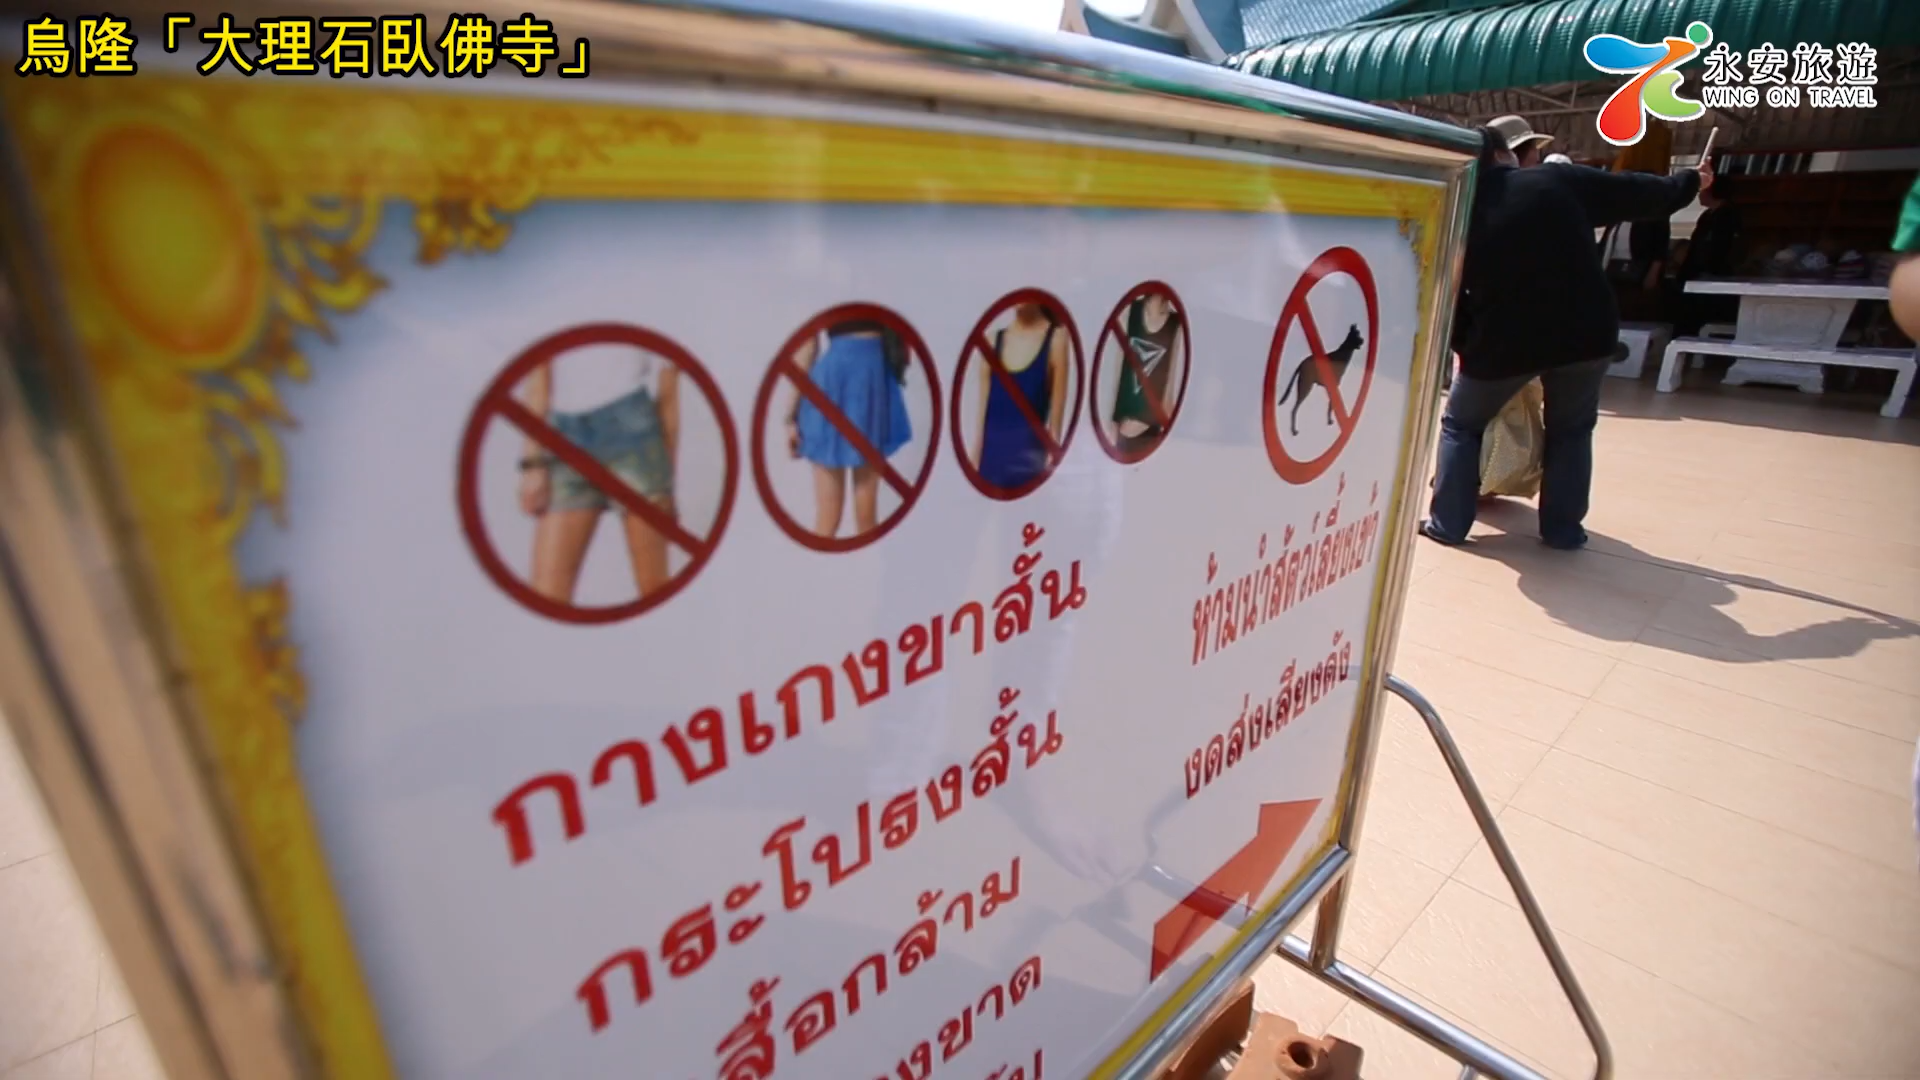 烏隆「大理石臥佛寺」
永安旅遊
WING ON TRAVEL
กางเกงขาสั้น
กระโปรงสั้น
เสื้อกล้าม
ห้ามนำสัตว์เลี้ยงเข้า
งดส่งเสียงดัง